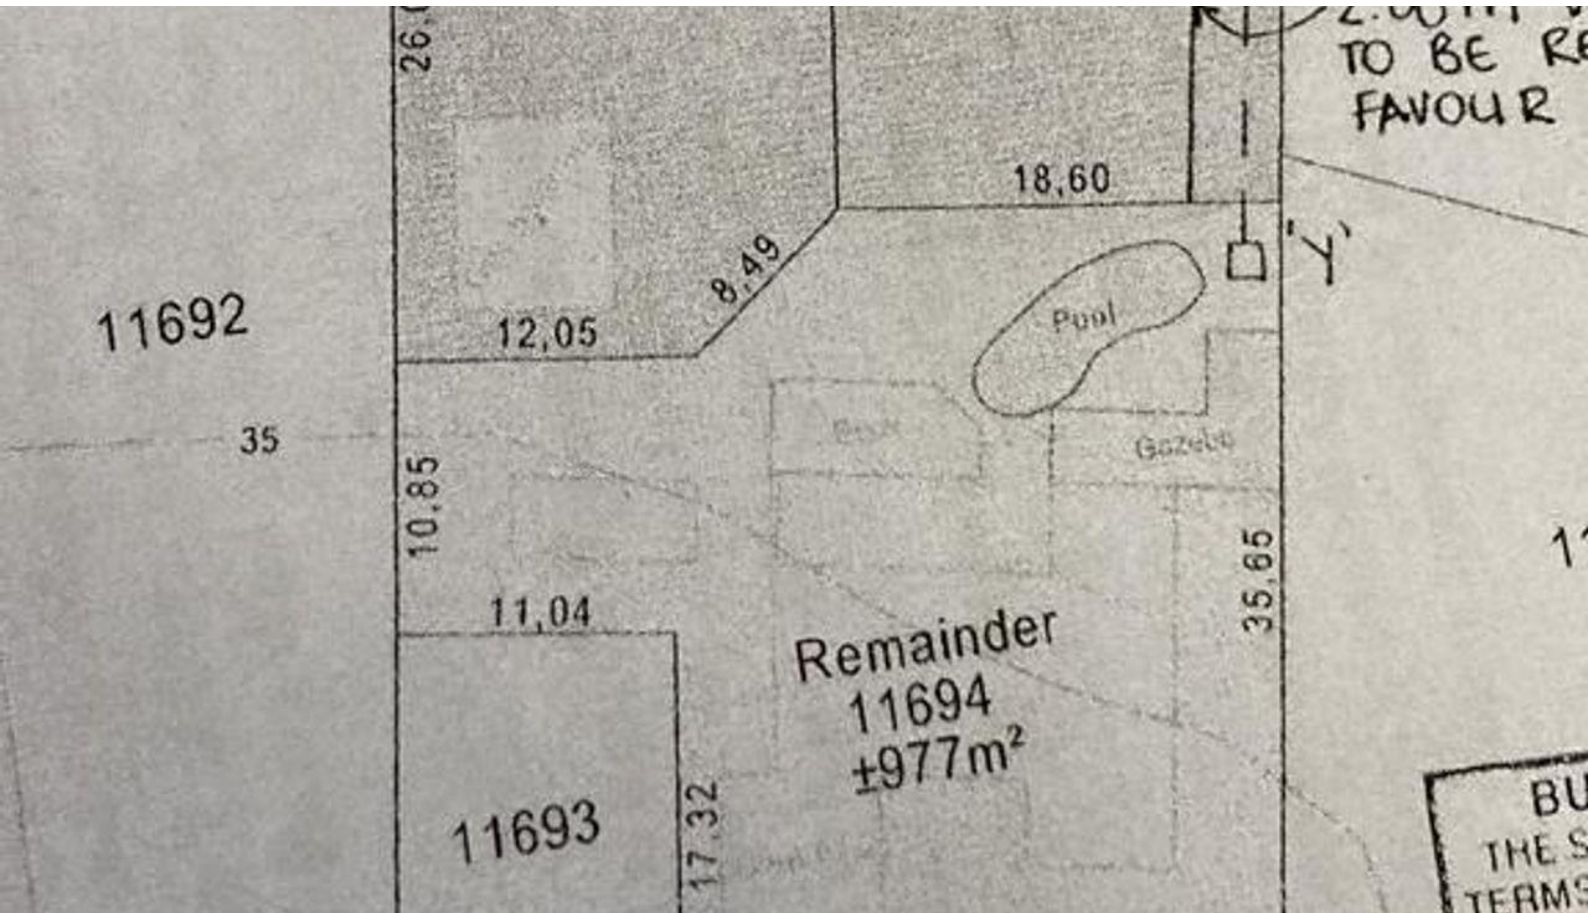 TO BE RE
FAVOUR
18,60
'Y'
8,49
Pool
11692
12,05
35
Gazebo
10,85
35,65
11,04
Remainder
11694
±977m²
11693
17,32
BU
THE S
TERMS